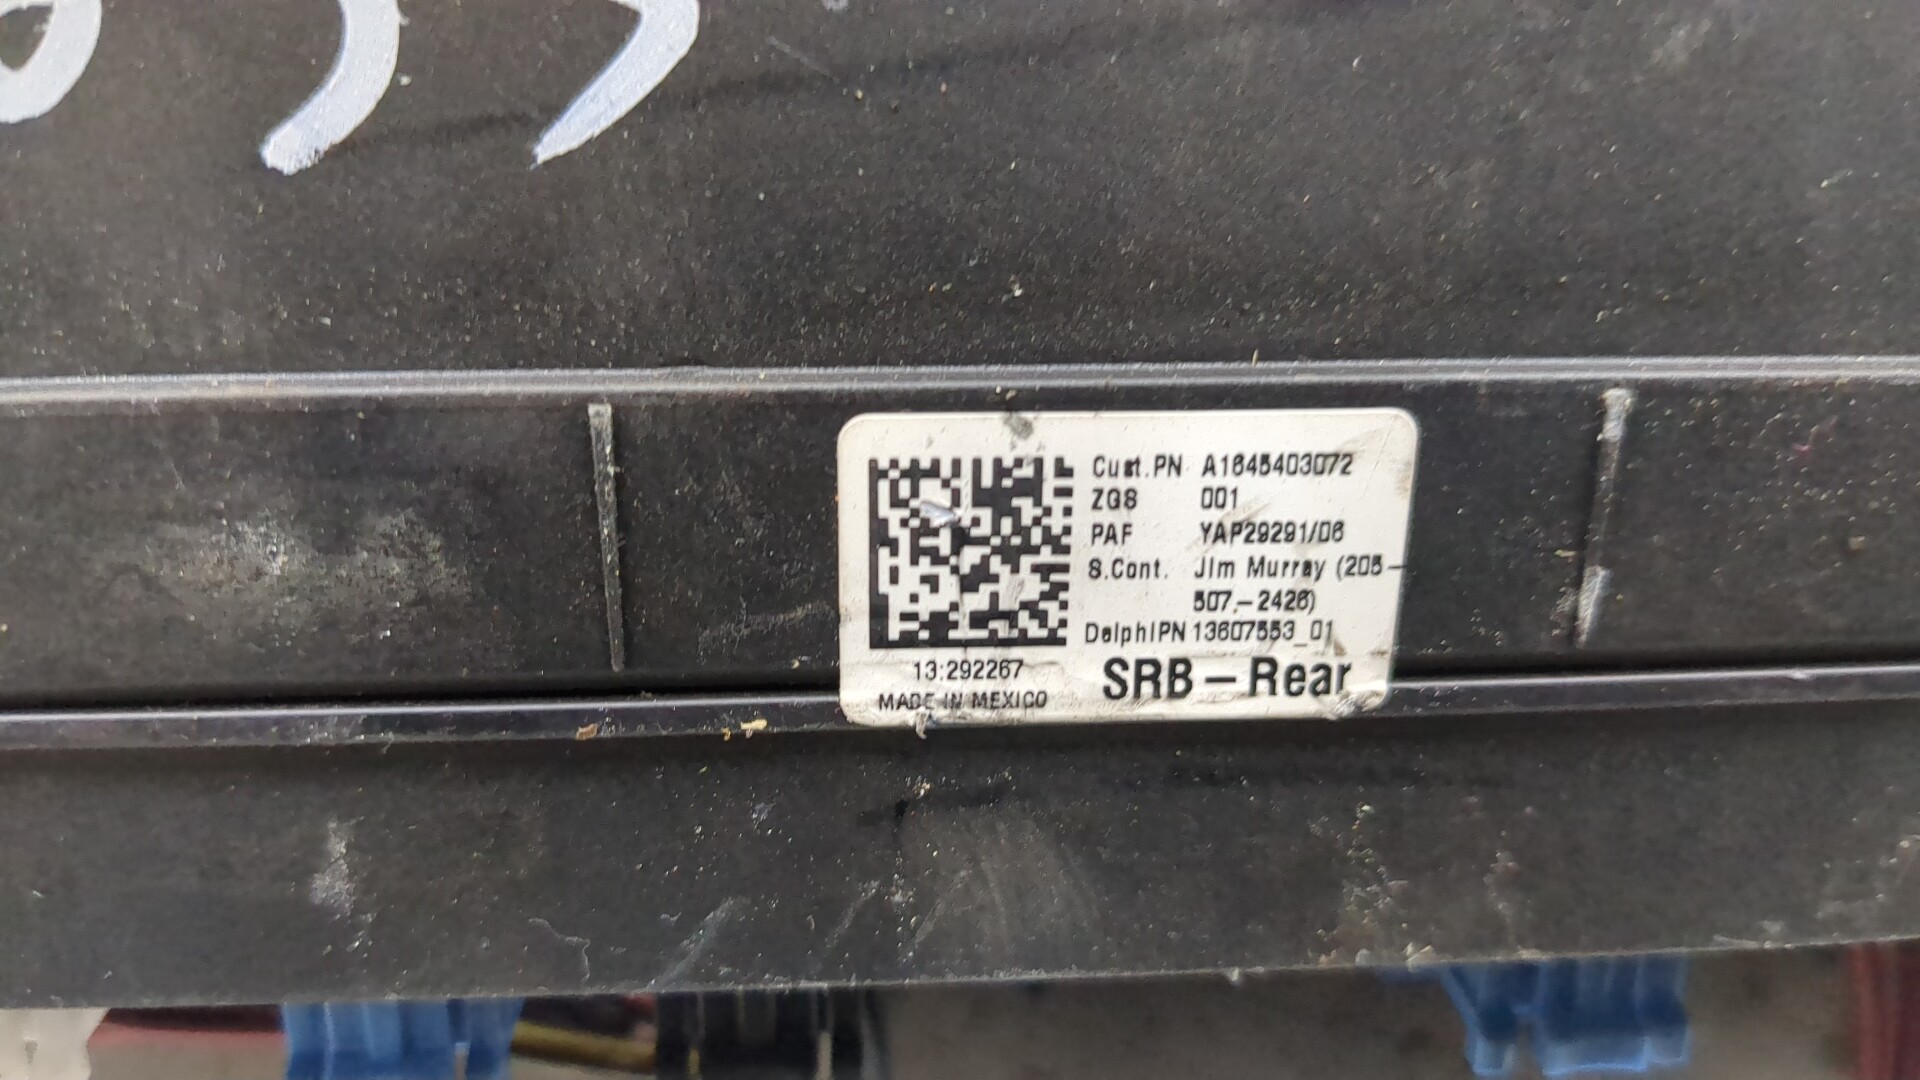 Cust.PN A1645403072
ZGS 001
PAF YAP29291/06
S.Cont. Jim Murray (205-
507.-2426)
DelphiPN 13607553_01
13:292267
MADE IN MEXICO
SRB-Rear